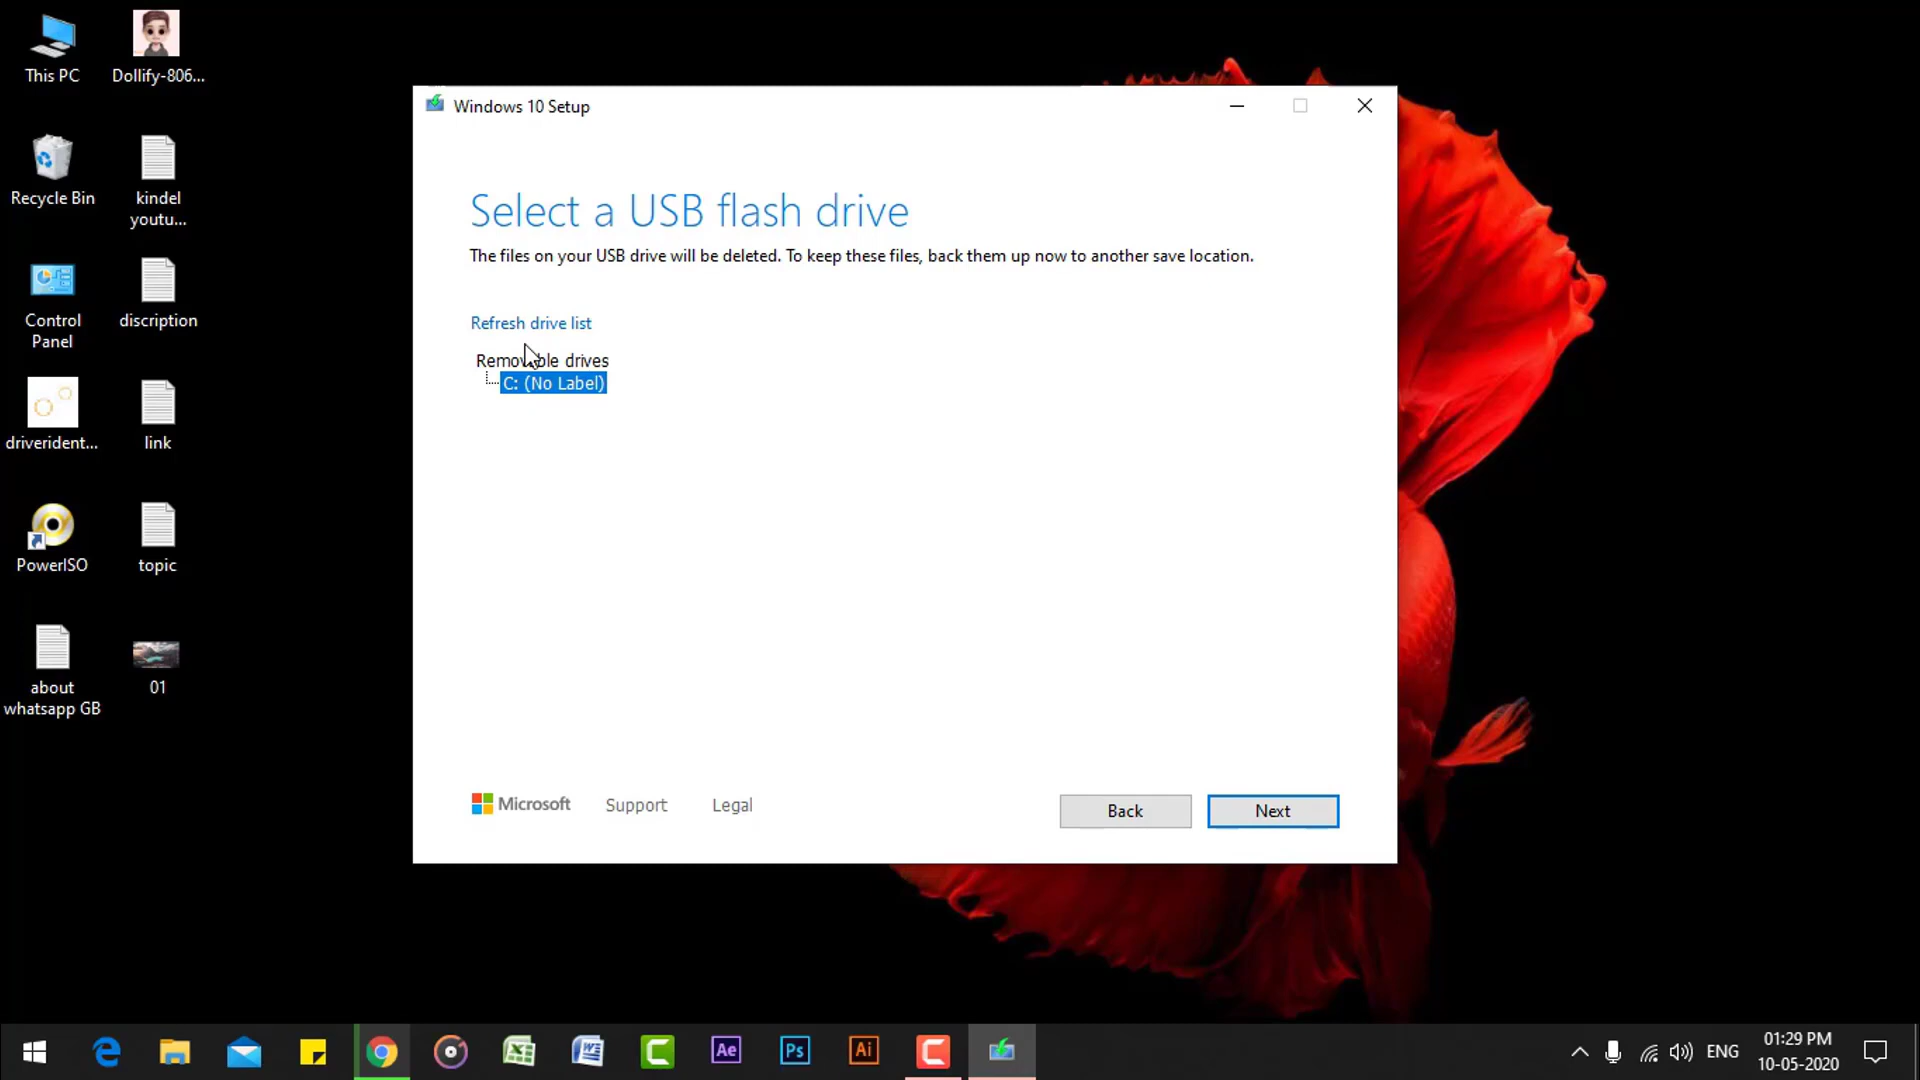 This PC
Dollify-806...
Recycle Bin
kindel
youtu...
Control
Panel
discription
driverident...
link
PowerISO
topic
about
whatsapp GB
01
Windows 10 Setup
Select a USB flash drive
The files on your USB drive will be deleted. To keep these files, back them up now to another save location.
Refresh drive list
Removable drives
C: (No Label)
Microsoft
Support
Legal
Back
Next
Ae
Ps
Ai
ENG
01:29 PM
10-05-2020